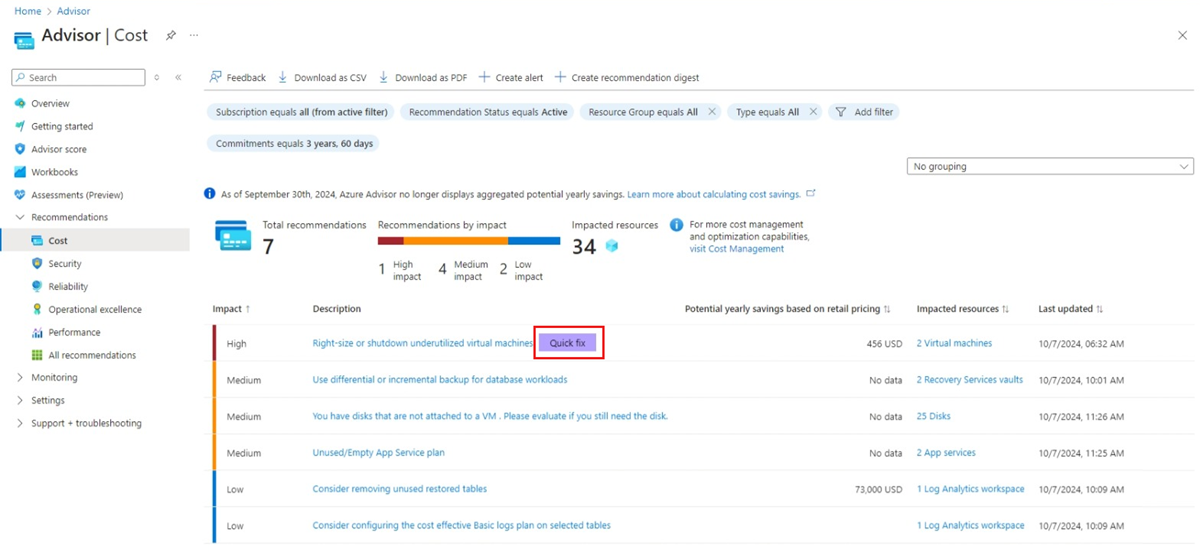 Home > Advisor
Advisor | Cost
Search
Overview
Getting started
Advisor score
Workbooks
Assessments (Preview)
Recommendations
Cost
Security
Reliability
Operational excellence
Performance
All recommendations
Monitoring
Settings
Support + troubleshooting
Feedback Download as CSV Download as PDF Create alert Create recommendation digest
Subscription equals all (from active filter) Recommendation Status equals Active Resource Group equals All Type equals All Add filter
Commitments equals 3 years, 60 days
No grouping
As of September 30th, 2024, Azure Advisor no longer displays aggregated potential yearly savings. Learn more about calculating cost savings.
Total recommendations
7
Recommendations by impact
1 High impact 4 Medium impact 2 Low impact
Impacted resources
34
For more cost management
and optimization capabilities,
visit Cost Management
Impact Description Potential yearly savings based on retail pricing Impacted resources Last updated
High Right-size or shutdown underutilized virtual machines Quick fix 456 USD 2 Virtual machines 10/7/2024, 06:32 AM
Medium Use differential or incremental backup for database workloads No data 2 Recovery Services vaults 10/7/2024, 10:01 AM
Medium You have disks that are not attached to a VM . Please evaluate if you still need the disk. No data 25 Disks 10/7/2024, 11:26 AM
Medium Unused/Empty App Service plan No data 2 App services 10/7/2024, 11:25 AM
Low Consider removing unused restored tables 73,000 USD 1 Log Analytics workspace 10/7/2024, 10:09 AM
Low Consider configuring the cost effective Basic logs plan on selected tables 1 Log Analytics workspace 10/7/2024, 10:09 AM